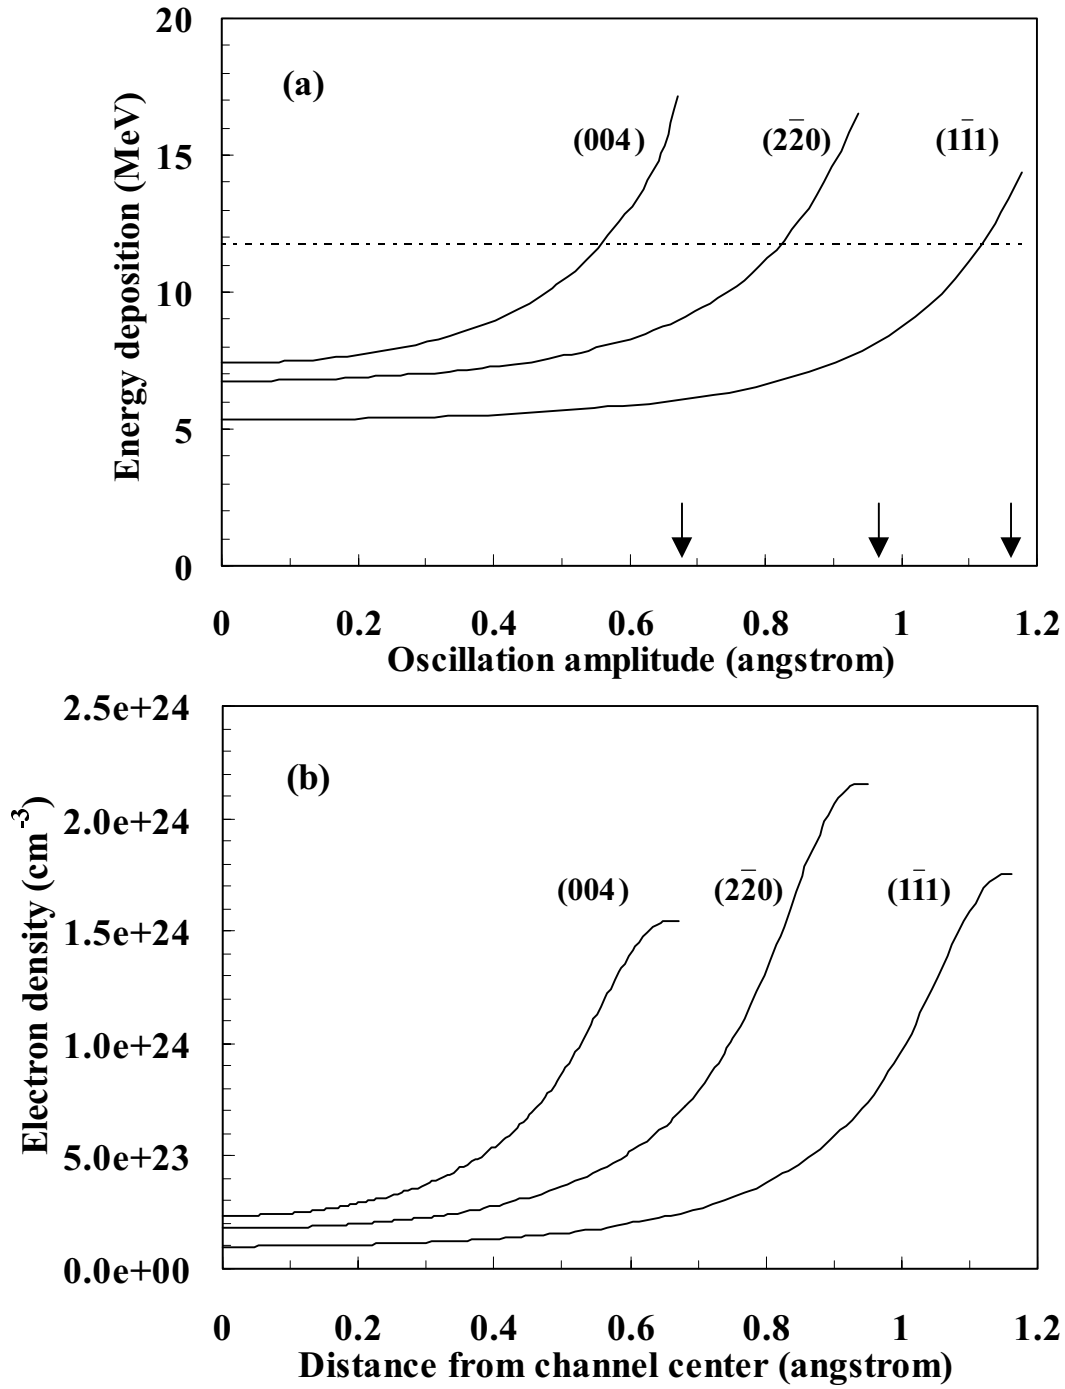 20
(a)
(004)
(22̅0)
(11̅1)
15
10
5
0
Energy deposition (MeV)
0 0.2 0.4 0.6 0.8 1 1.2
Oscillation amplitude (angstrom)
2.5e+24
(b)
2.0e+24
(004)
(22̅0)
(11̅1)
1.5e+24
1.0e+24
5.0e+23
0.0e+00
Electron density (cm⁻³)
0 0.2 0.4 0.6 0.8 1 1.2
Distance from channel center (angstrom)